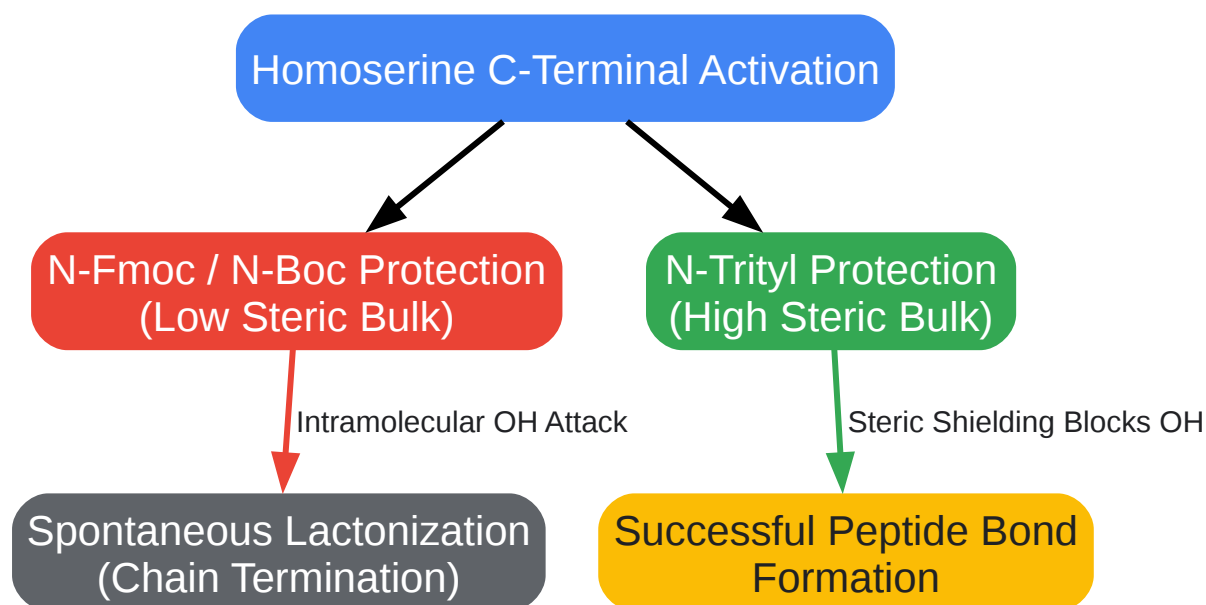 Homoserine C-Terminal Activation
N-Fmoc / N-Boc Protection
(Low Steric Bulk)
N-Trityl Protection
(High Steric Bulk)
Intramolecular OH Attack
Steric Shielding Blocks OH
Spontaneous Lactonization
(Chain Termination)
Successful Peptide Bond
Formation